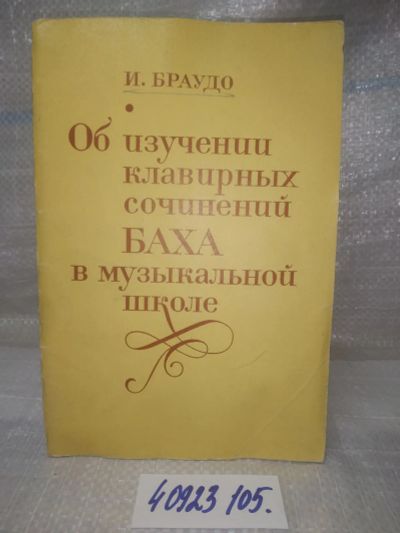 И. БРАУДО
Об изучении
клавирных
сочинений
БАХА
в музыкальной
школе
40923 105.